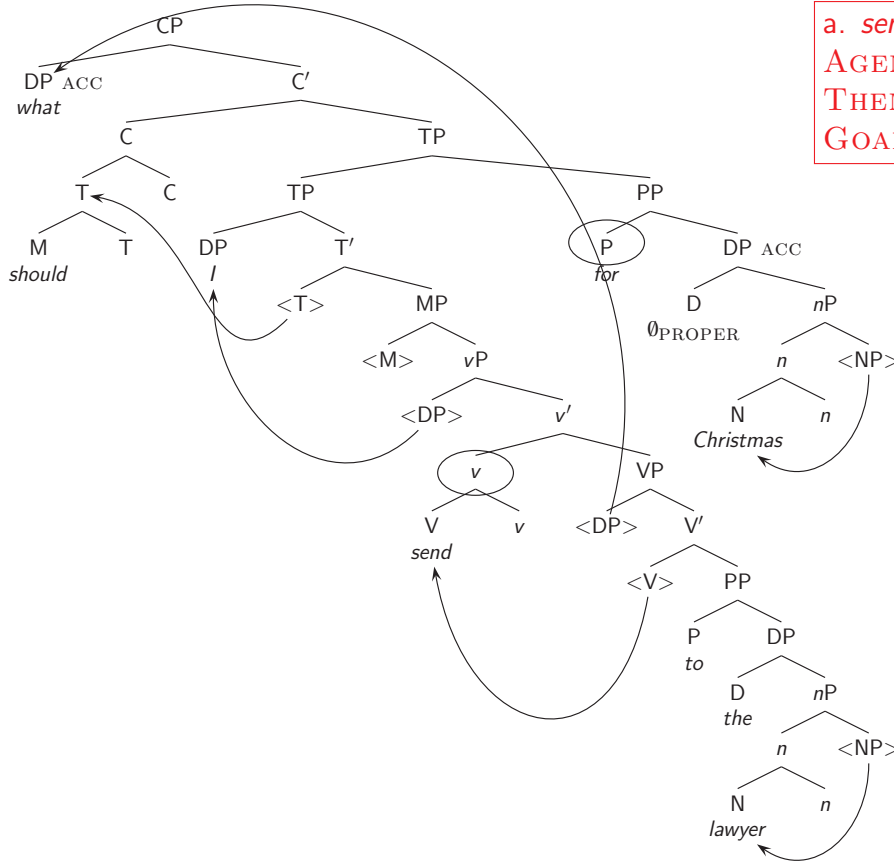 CP
a. sen
DP ACC C′ AGEN
what THEM
C TP GOA
T C TP PP
M T DP T′ P DP ACC
should I for
<T> MP D nP
∅PROPER
<M> vP n <NP>
<DP> v′ N n
Christmas
v VP
V v <DP> V′
send
<V> PP
P DP
to
D nP
the
n <NP>
N n
lawyer